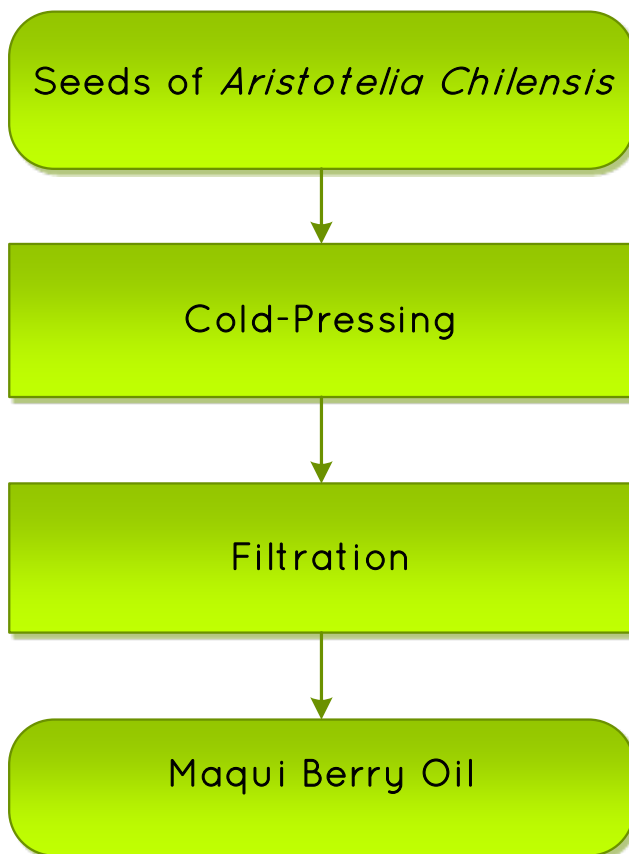 Seeds of Aristotelia Chilensis
Cold-Pressing
Filtration
Maqui Berry Oil